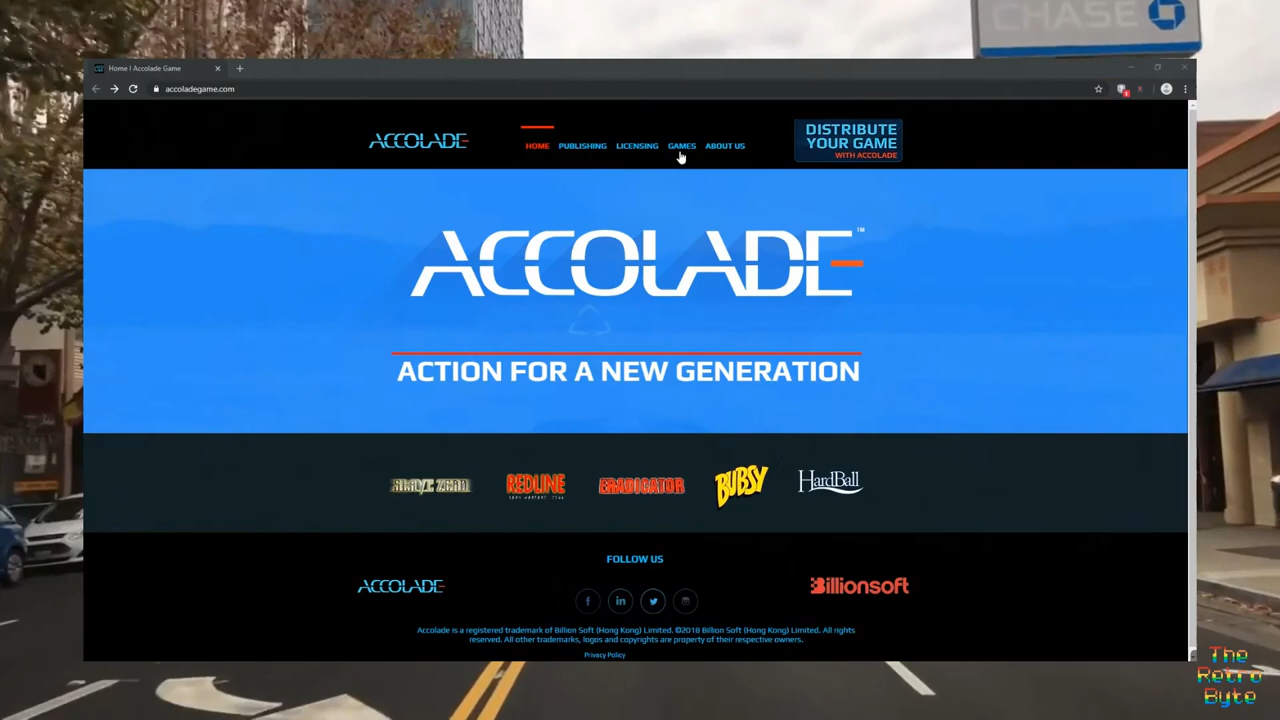 CHASE
Home | Accolade Game
accoladegame.com
ACCOLADE
HOME
PUBLISHING
LICENSING
GAMES
ABOUT US
DISTRIBUTE
YOUR GAME
WITH ACCOLADE
ACCOLADE™
ACTION FOR A NEW GENERATION
SLAVE ZERO
REDLINE
ERADICATOR
BUBSY
HardBall
FOLLOW US
ACCOLADE
Billionsoft
Accolade is a registered trademark of Billion Soft (Hong Kong) Limited. ©2018 Billion Soft (Hong Kong) Limited. All rights
reserved. All other trademarks, logos and copyrights are property of their respective owners.
Privacy Policy
The
Retro
Byte